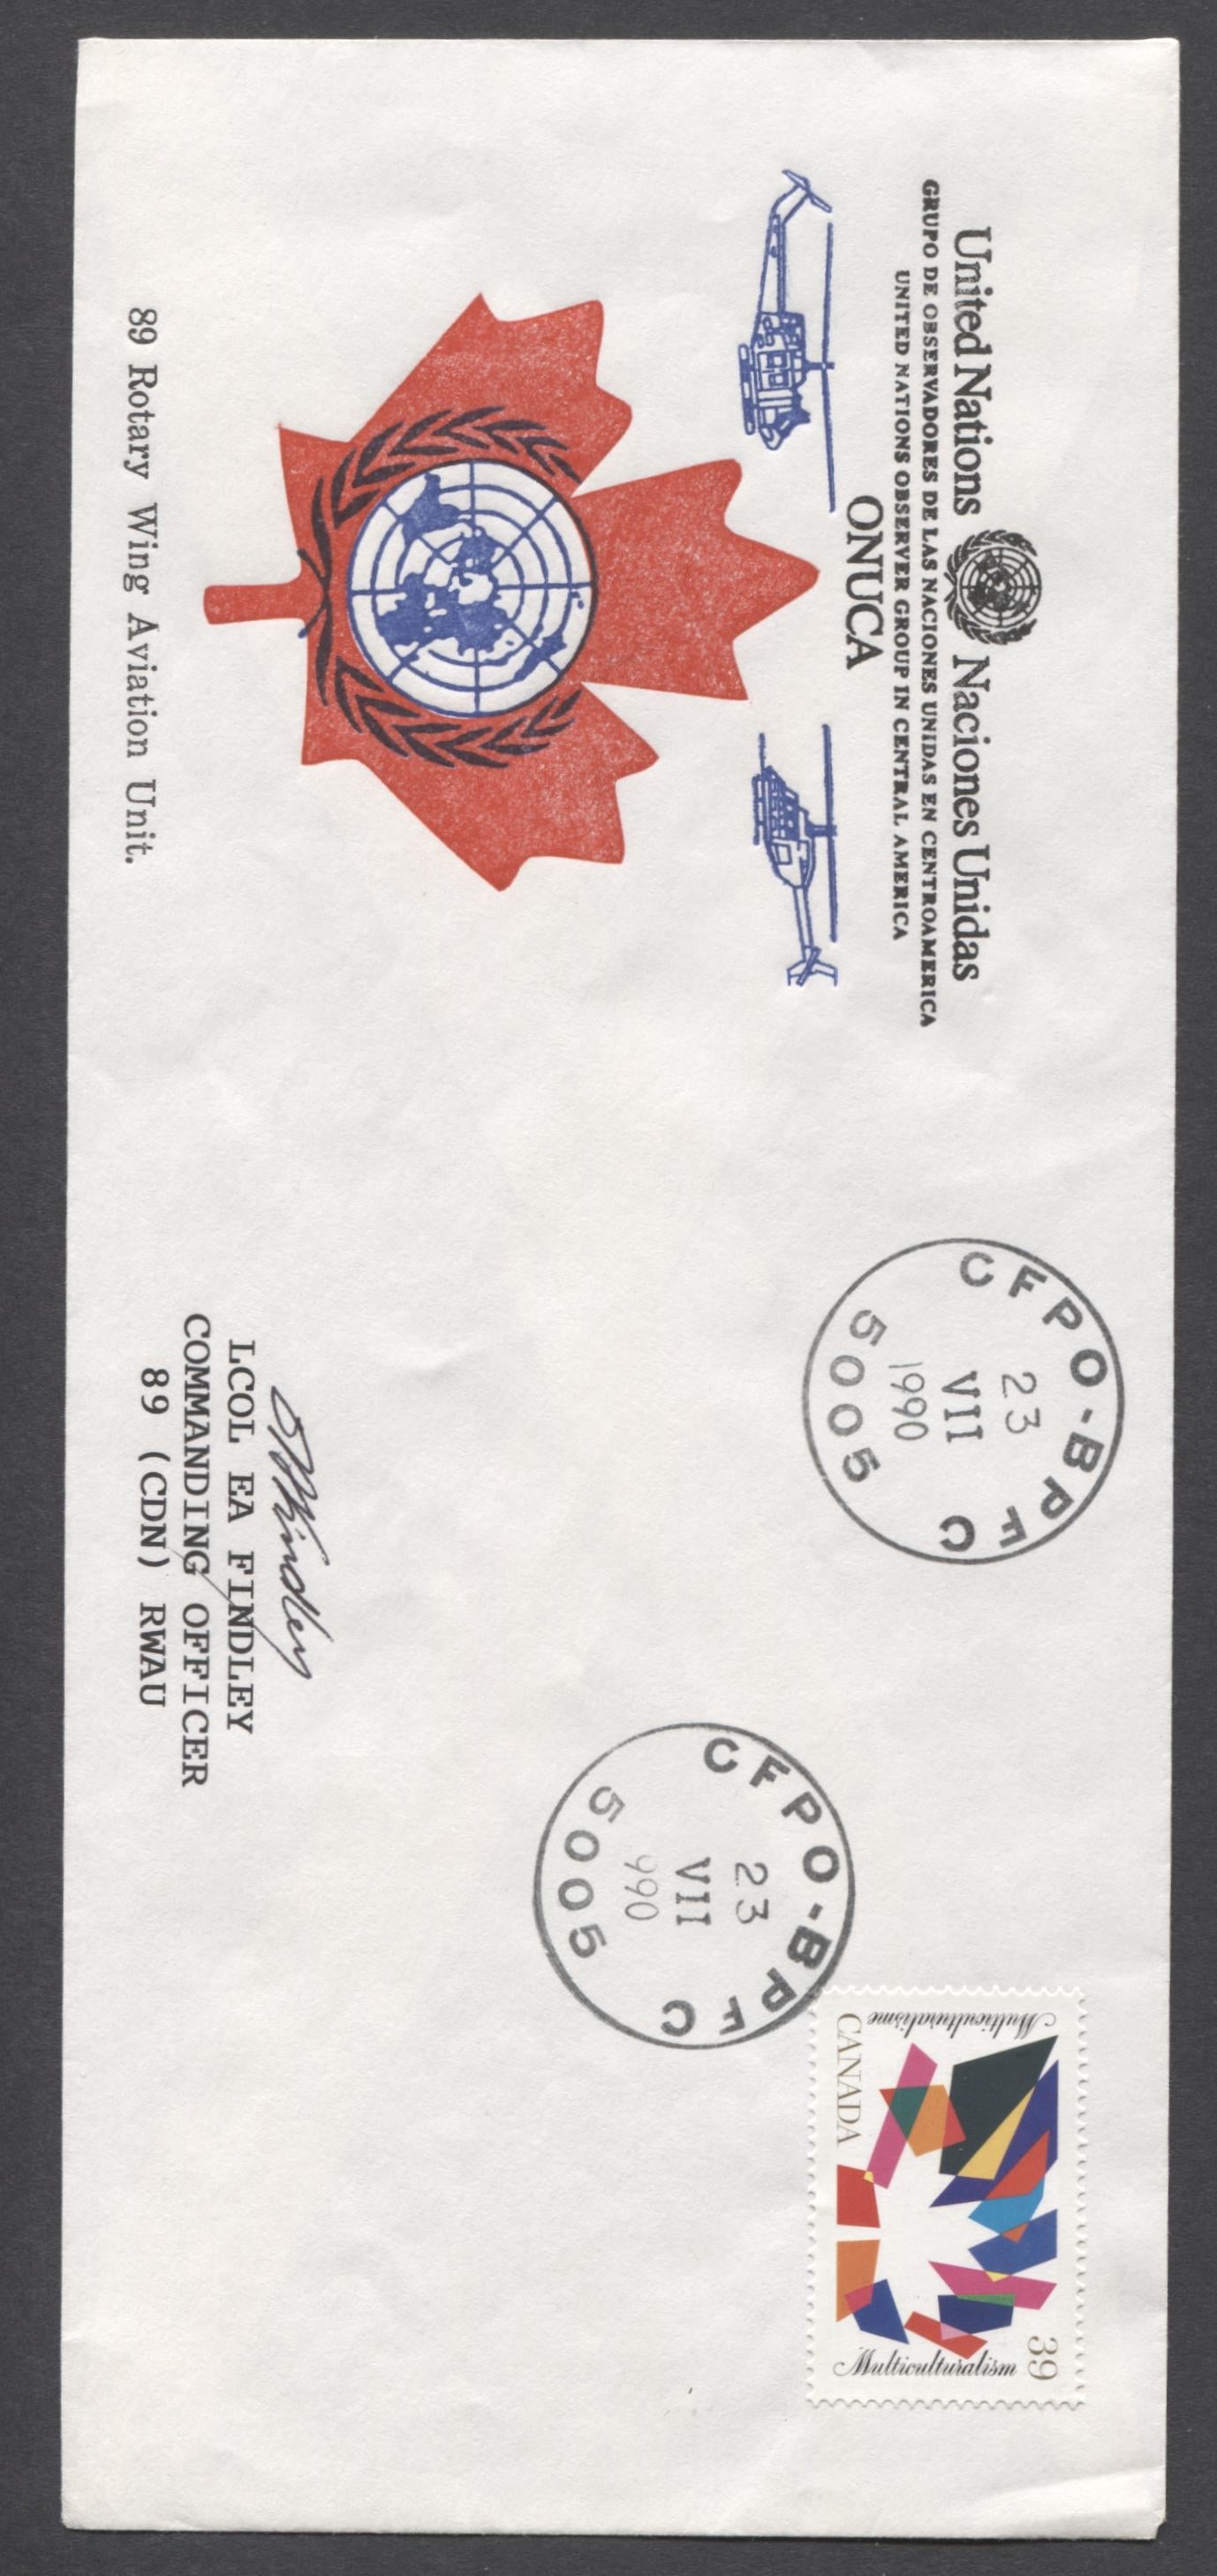 United Nations Naciones Unidas
GRUPO DE OBSERVADORES DE LAS NACIONES UNIDAS EN CENTROAMERICA
UNITED NATIONS OBSERVER GROUP IN CENTRAL AMERICA
ONUCA
89 Rotary Wing Aviation Unit.
CFPO-BPFC
23
VII
1990
5005
CFPO-BPFC
23
VII
990
5005
Multiculturalisme
CANADA
39
Multiculturalism
EAFindley
LCOL EA FINDLEY
COMMANDING OFFICER
89 (CDN) RWAU